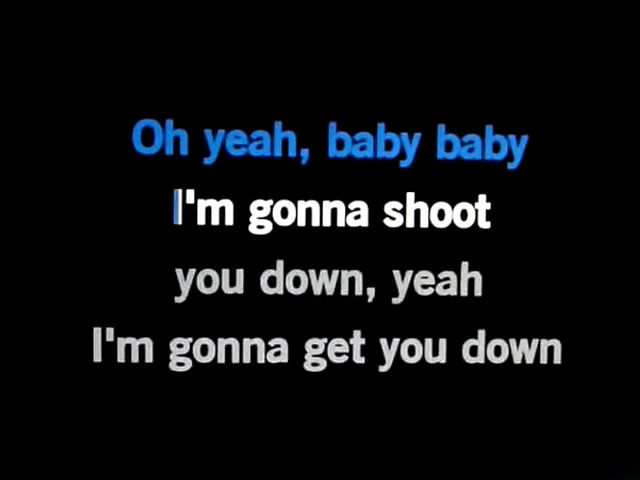 Oh yeah, baby baby
I'm gonna shoot
you down, yeah
I'm gonna get you down